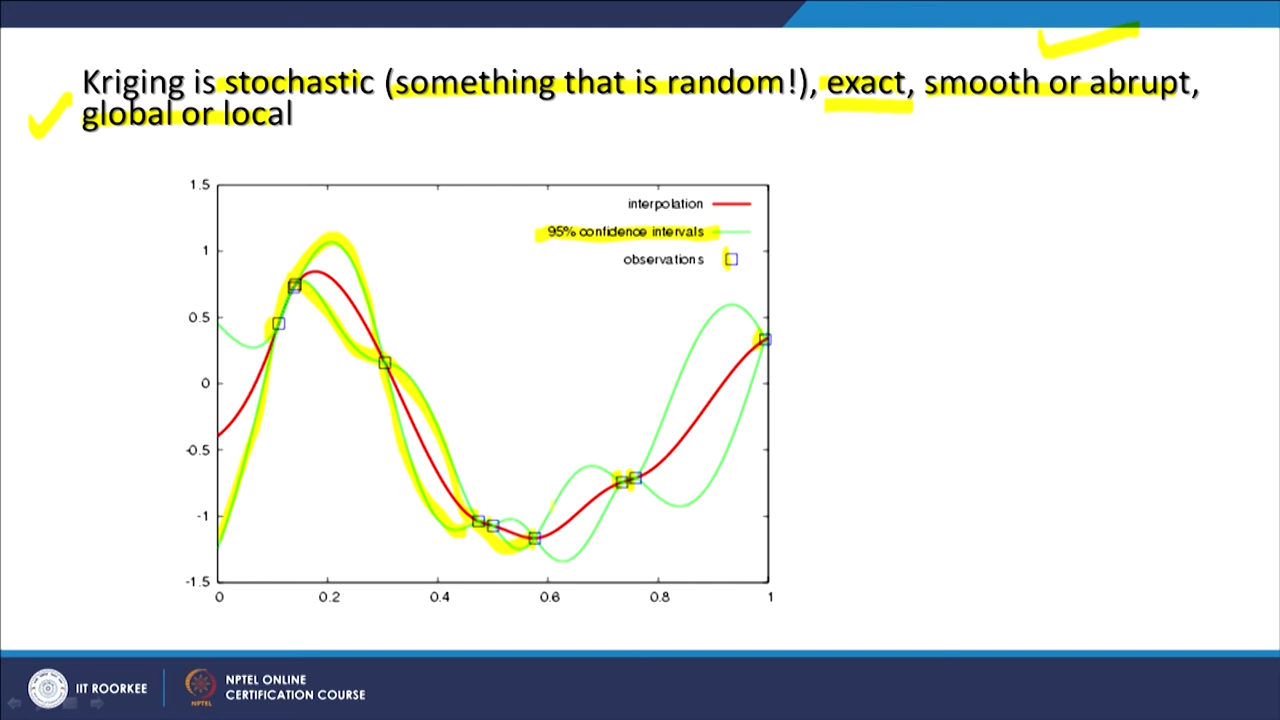 Kriging is stochastic (something that is random!), exact, smooth or abrupt,
global or local
1.5
1
0.5
0
-0.5
-1
-1.5
interpolation
95% confidence intervals
observations
0
0.2
0.4
0.6
0.8
1
IIT ROORKEE
NPTEL
NPTEL ONLINE
CERTIFICATION COURSE